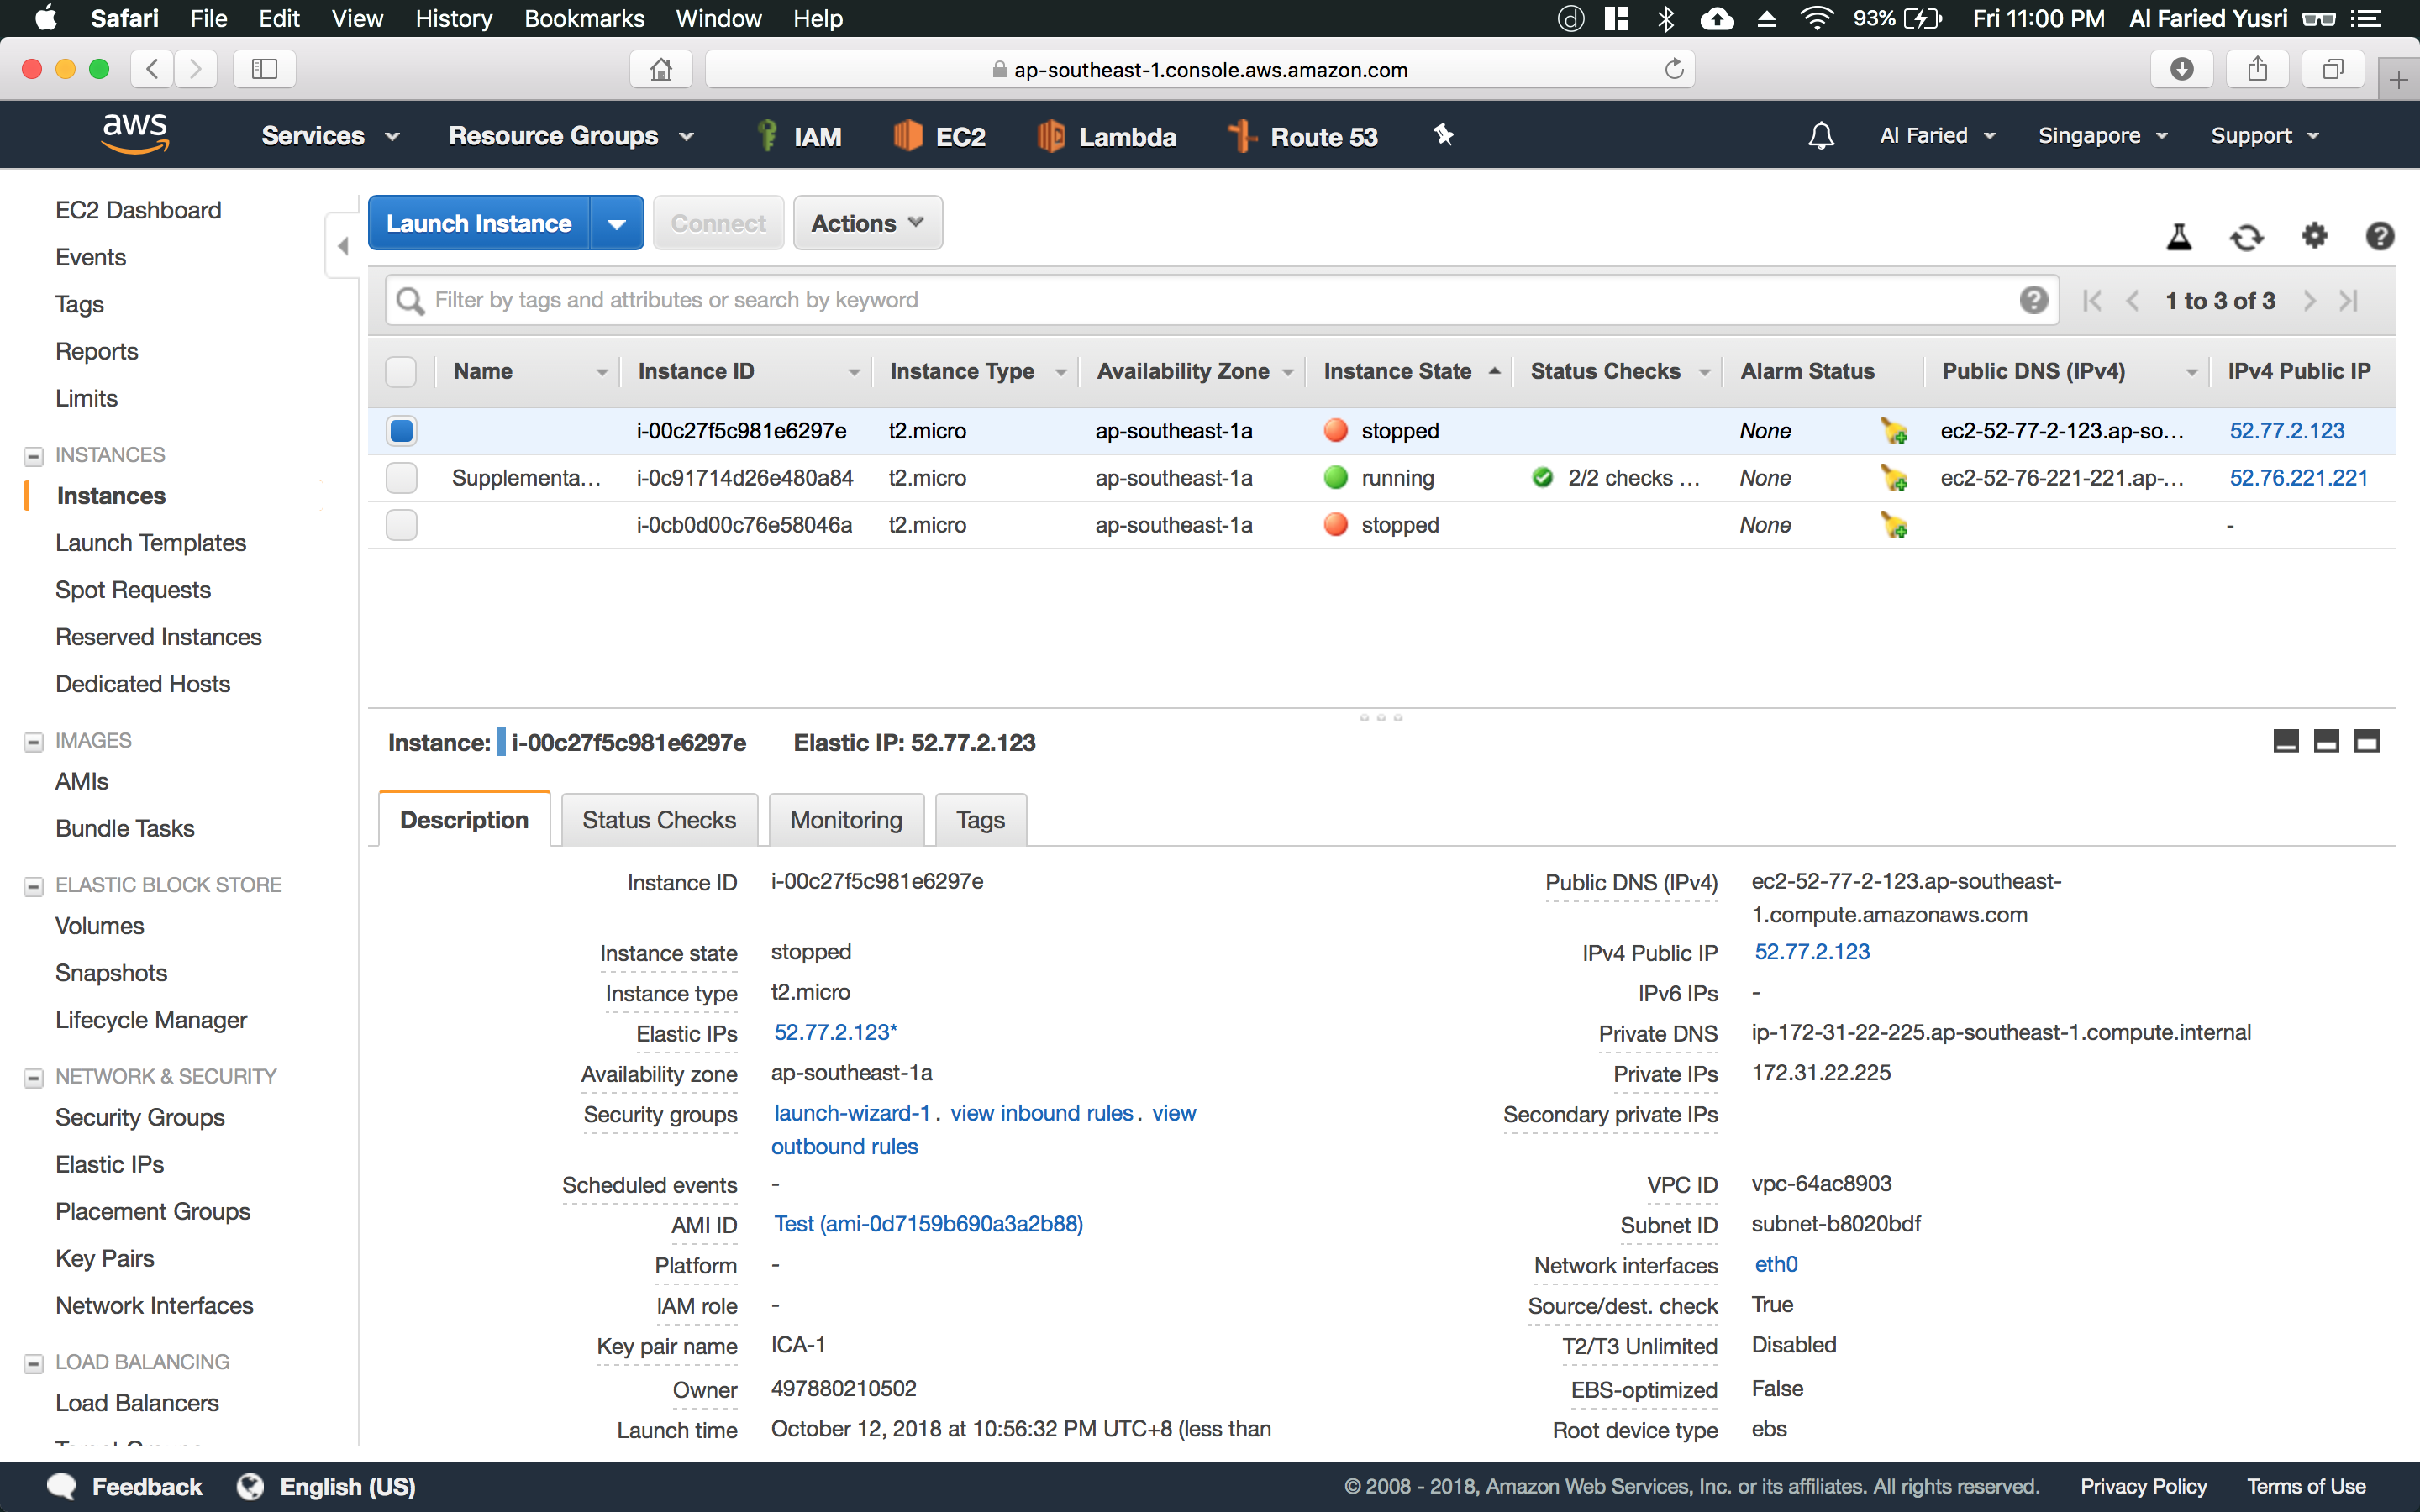 Safari File Edit View History Bookmarks Window Help 93% Fri 11:00 PM Al Faried Yusri
ap-southeast-1.console.aws.amazon.com
aws Services Resource Groups IAM EC2 Lambda Route 53 Al Faried Singapore Support
EC2 Dashboard
Events
Tags
Reports
Limits
INSTANCES
Instances
Launch Templates
Spot Requests
Reserved Instances
Dedicated Hosts
IMAGES
AMIs
Bundle Tasks
ELASTIC BLOCK STORE
Volumes
Snapshots
Lifecycle Manager
NETWORK & SECURITY
Security Groups
Elastic IPs
Placement Groups
Key Pairs
Network Interfaces
LOAD BALANCING
Load Balancers
Launch Instance Connect Actions
Filter by tags and attributes or search by keyword 1 to 3 of 3
Name Instance ID Instance Type Availability Zone Instance State Status Checks Alarm Status Public DNS (IPv4) IPv4 Public IP
i-00c27f5c981e6297e t2.micro ap-southeast-1a stopped None ec2-52-77-2-123.ap-so... 52.77.2.123
Supplementa... i-0c91714d26e480a84 t2.micro ap-southeast-1a running 2/2 checks ... None ec2-52-76-221-221.ap-... 52.76.221.221
i-0cb0d00c76e58046a t2.micro ap-southeast-1a stopped None -
Instance: i-00c27f5c981e6297e Elastic IP: 52.77.2.123
Description Status Checks Monitoring Tags
Instance ID i-00c27f5c981e6297e
Instance state stopped
Instance type t2.micro
Elastic IPs 52.77.2.123*
Availability zone ap-southeast-1a
Security groups launch-wizard-1. view inbound rules. view
outbound rules
Scheduled events -
AMI ID Test (ami-0d7159b690a3a2b88)
Platform -
IAM role -
Key pair name ICA-1
Owner 497880210502
Launch time October 12, 2018 at 10:56:32 PM UTC+8 (less than
Public DNS (IPv4) ec2-52-77-2-123.ap-southeast-
1.compute.amazonaws.com
IPv4 Public IP 52.77.2.123
IPv6 IPs -
Private DNS ip-172-31-22-225.ap-southeast-1.compute.internal
Private IPs 172.31.22.225
Secondary private IPs
VPC ID vpc-64ac8903
Subnet ID subnet-b8020bdf
Network interfaces eth0
Source/dest. check True
T2/T3 Unlimited Disabled
EBS-optimized False
Root device type ebs
Feedback English (US) © 2008 - 2018, Amazon Web Services, Inc. or its affiliates. All rights reserved. Privacy Policy Terms of Use